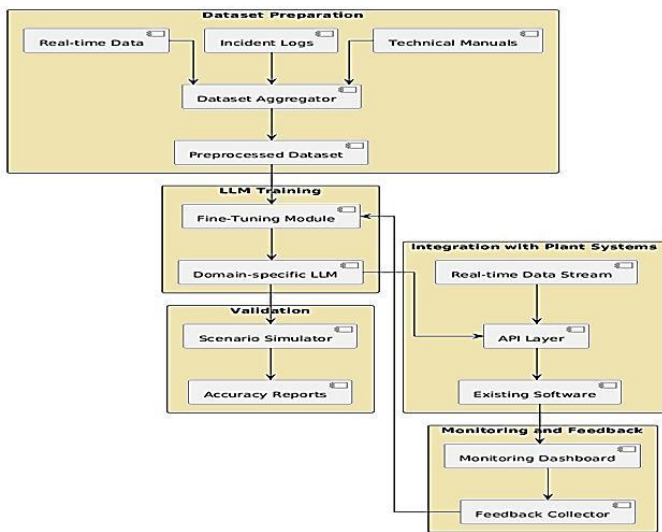 Dataset Preparation
Real-time Data
Incident Logs
Technical Manuals
Dataset Aggregator
Preprocessed Dataset
LLM Training
Fine-Tuning Module
Domain-specific LLM
Integration with Plant Systems
Real-time Data Stream
API Layer
Existing Software
Validation
Scenario Simulator
Accuracy Reports
Monitoring and Feedback
Monitoring Dashboard
Feedback Collector